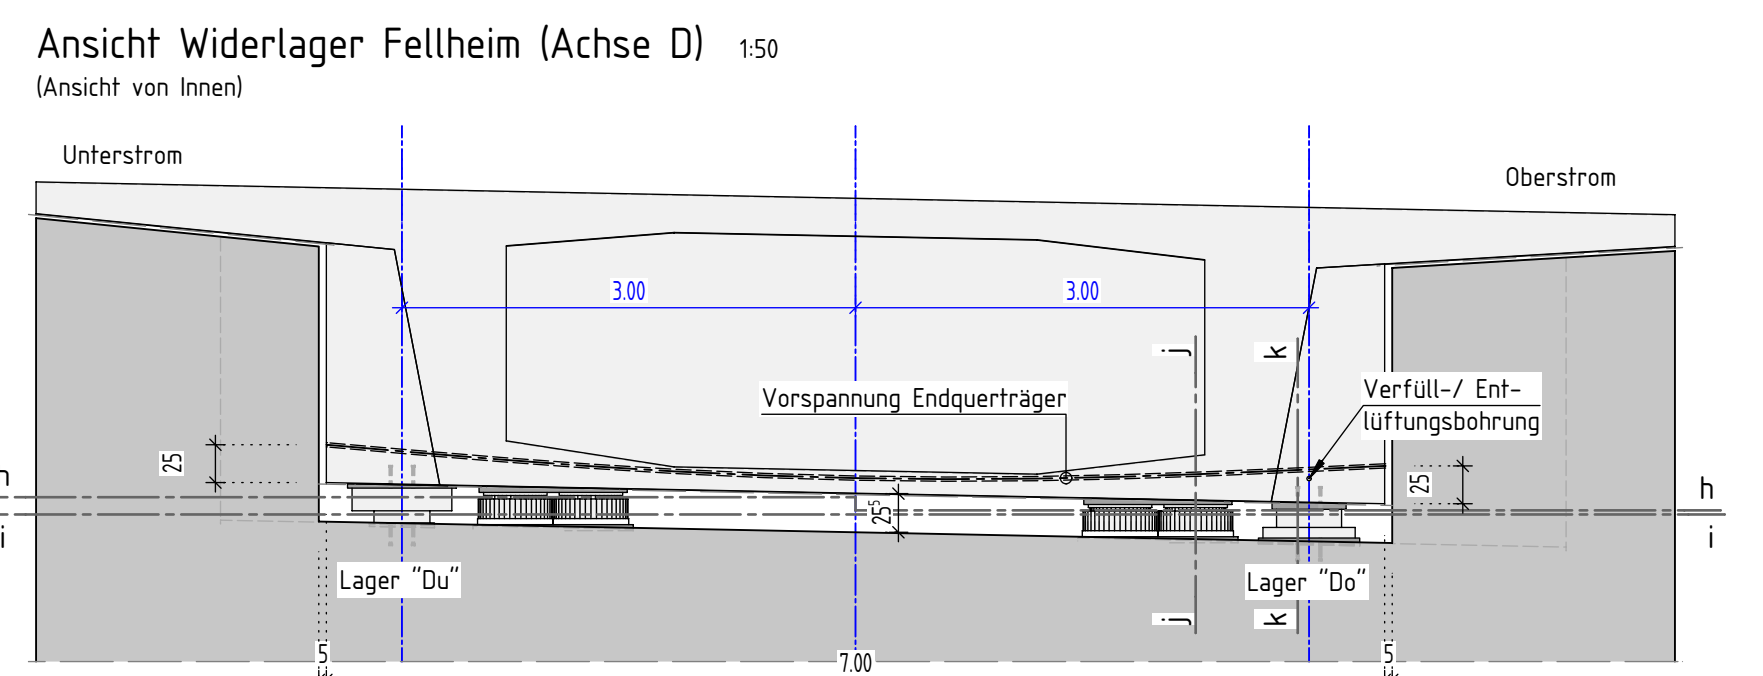 Ansicht Widerlager Fellheim (Achse D) 1:50
(Ansicht von Innen)
Unterstrom
Oberstrom
3.00 3.00
j k
Vorspannung Endquerträger
Verfüll-/ Ent-
lüftungsbohrung
25
25
25⁵
h
i
h
i
Lager "Du"
Lager "Do"
j k
5 7.00 5